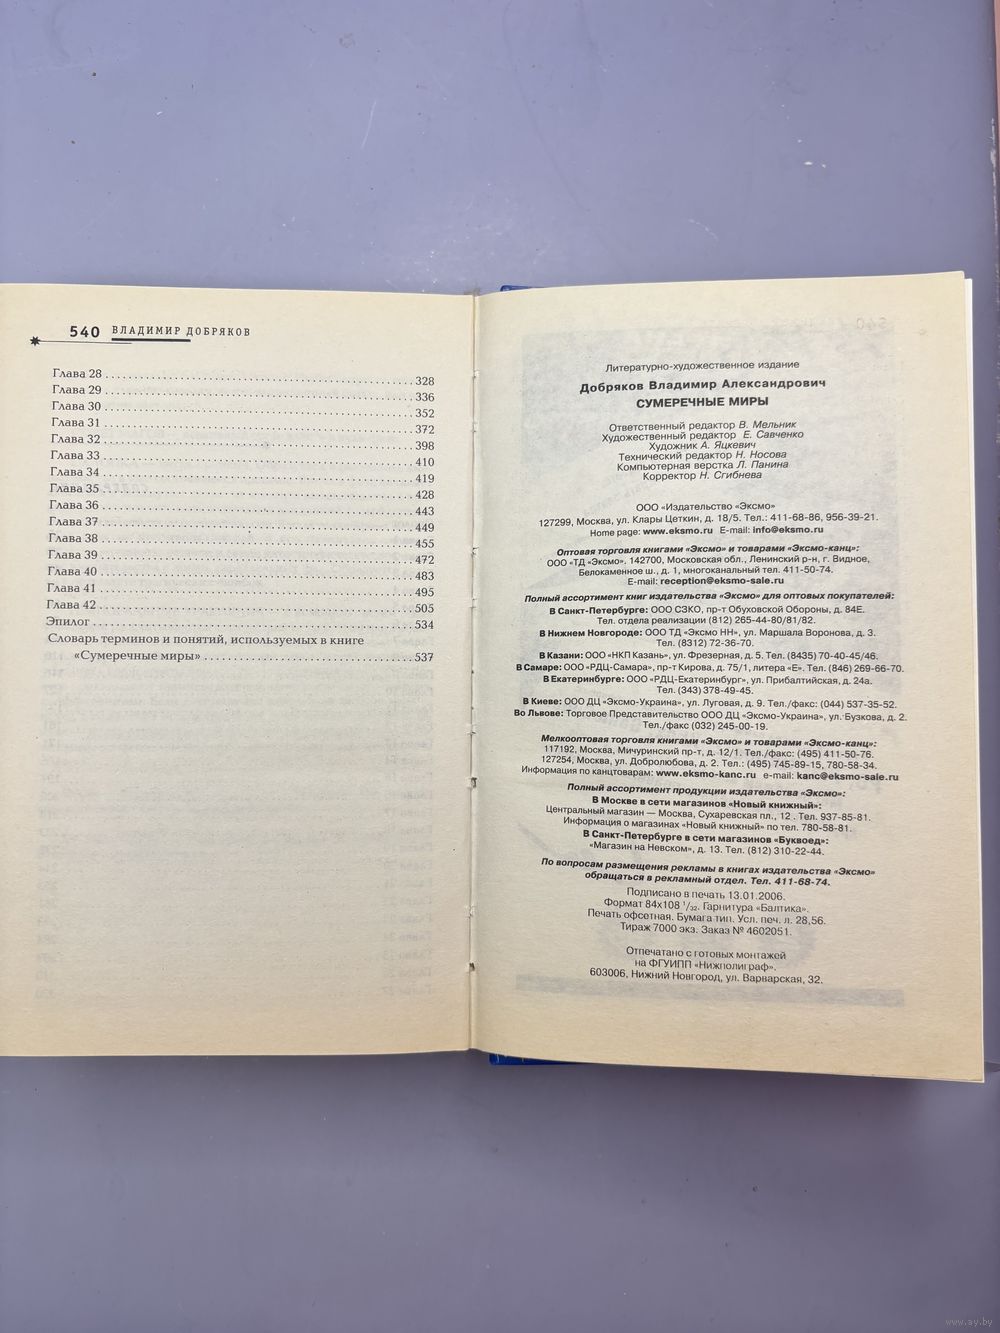 540 ВЛАДИМИР ДОБРЯКОВ
Глава 28 ........ 328
Глава 29 ........ 336
Глава 30 ........ 352
Глава 31 ........ 372
Глава 32 ........ 398
Глава 33 ........ 410
Глава 34 ........ 419
Глава 35 ........ 428
Глава 36 ........ 443
Глава 37 ........ 449
Глава 38 ........ 455
Глава 39 ........ 472
Глава 40 ........ 483
Глава 41 ........ 495
Глава 42 ........ 505
Эпилог ........ 534
Словарь терминов и понятий, используемых в книге
«Сумеречные миры» ........ 537
Литературно-художественное издание
Добряков Владимир Александрович
СУМЕРЕЧНЫЕ МИРЫ
Ответственный редактор В. Мельник
Художественный редактор Е. Савченко
Художник А. Яцкевич
Технический редактор Н. Носова
Компьютерная верстка Л. Панина
Корректор Н. Сгибнева
ООО «Издательство «Эксмо»
127299, Москва, ул. Клары Цеткин, д. 18/5. Тел.: 411-68-86, 956-39-21.
Home page: www.eksmo.ru E-mail: info@eksmo.ru
Оптовая торговля книгами «Эксмо» и товарами «Эксмо-канц»:
ООО «ТД «Эксмо». 142700, Московская обл., Ленинский р-н, г. Видное,
Белокаменное ш., д. 1, многоканальный тел. 411-50-74.
E-mail: reception@eksmo-sale.ru
Полный ассортимент книг издательства «Эксмо» для оптовых покупателей:
В Санкт-Петербурге: ООО СЗКО, пр-т Обуховской Обороны, д. 84Е.
Тел. отдела реализации (812) 265-44-80/81/82.
В Нижнем Новгороде: ООО ТД «Эксмо НН», ул. Маршала Воронова, д. 3.
Тел. (8312) 72-36-70.
В Казани: ООО «НКП Казань», ул. Фрезерная, д. 5. Тел. (8435) 70-40-45/46.
В Самаре: ООО «РДЦ-Самара», пр-т Кирова, д. 75/1, литера «Е». Тел. (846) 269-66-70.
В Екатеринбурге: ООО «РДЦ-Екатеринбург», ул. Прибалтийская, д. 24а.
Тел. (343) 378-49-45.
В Киеве: ООО ДЦ «Эксмо-Украина», ул. Луговая, д. 9. Тел./факс: (044) 537-35-52.
Во Львове: Торговое Представительство ООО ДЦ «Эксмо-Украина», ул. Бузкова, д. 2.
Тел./факс (032) 245-00-19.
Мелкооптовая торговля книгами «Эксмо» и товарами «Эксмо-канц»:
117192, Москва, Мичуринский пр-т, д. 12/1. Тел./факс: (495) 411-50-76.
127254, Москва, ул. Добролюбова, д. 2. Тел.: (495) 745-89-15, 780-58-34.
Информация по канцтоварам: www.eksmo-kanc.ru e-mail: kanc@eksmo-sale.ru
Полный ассортимент продукции издательства «Эксмо»:
В Москве в сети магазинов «Новый книжный»:
Центральный магазин — Москва, Сухаревская пл., 12 . Тел. 937-85-81.
Информация о магазинах «Новый книжный» по тел. 780-58-81.
В Санкт-Петербурге в сети магазинов «Буквоед»:
«Магазин на Невском», д. 13. Тел. (812) 310-22-44.
По вопросам размещения рекламы в книгах издательства «Эксмо»
обращаться в рекламный отдел. Тел. 411-68-74.
Подписано в печать 13.01.2006.
Формат 84x108 1/32. Гарнитура «Балтика».
Печать офсетная. Бумага тип. Усл. печ. л. 28,56.
Тираж 7000 экз. Заказ № 4602051.
Отпечатано с готовых монтажей
на ФГУИПП «Нижполиграф».
603006, Нижний Новгород, ул. Варварская, 32.
www.ay.by